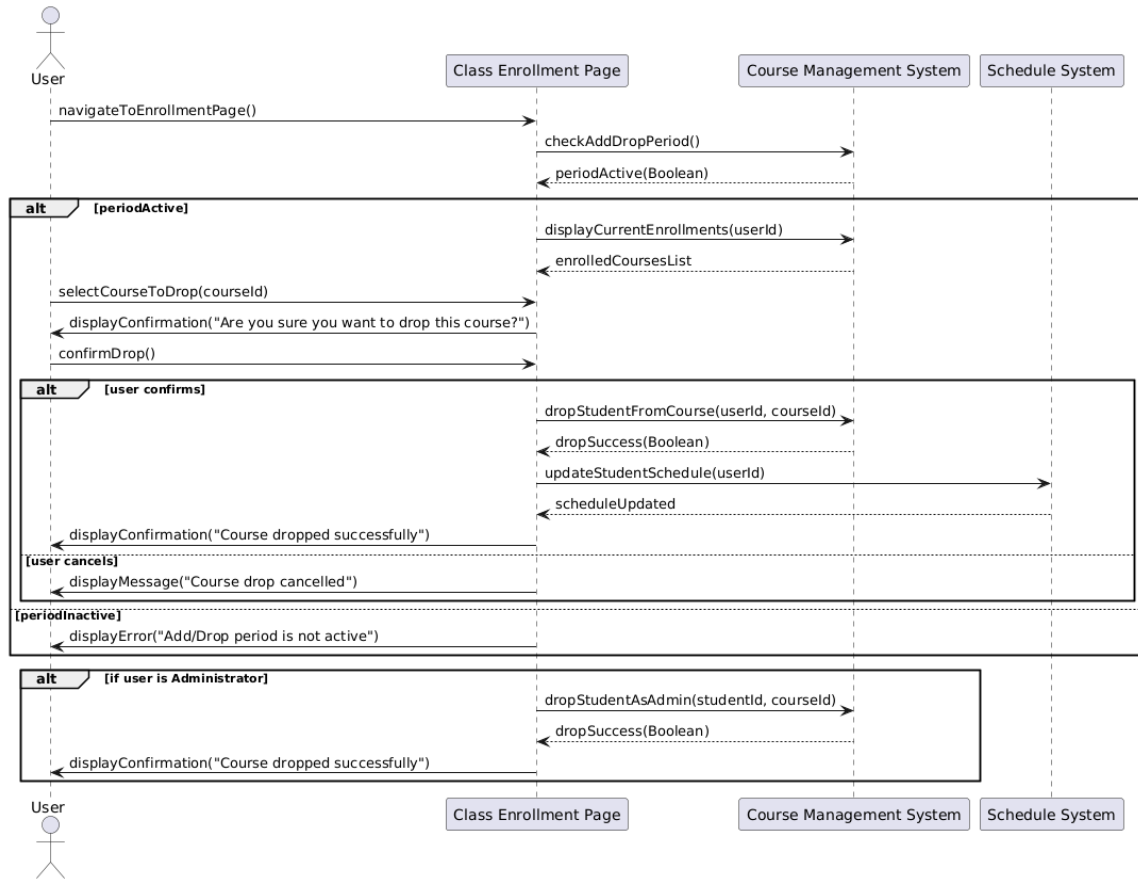 User
Class Enrollment Page
Course Management System
Schedule System
navigateToEnrollmentPage()
checkAddDropPeriod()
periodActive(Boolean)
alt [periodActive]
displayCurrentEnrollments(userId)
enrolledCoursesList
selectCourseToDrop(courseId)
displayConfirmation("Are you sure you want to drop this course?")
confirmDrop()
alt [user confirms]
dropStudentFromCourse(userId, courseId)
dropSuccess(Boolean)
updateStudentSchedule(userId)
scheduleUpdated
displayConfirmation("Course dropped successfully")
[user cancels]
displayMessage("Course drop cancelled")
[periodInactive]
displayError("Add/Drop period is not active")
alt [if user is Administrator]
dropStudentAsAdmin(studentId, courseId)
dropSuccess(Boolean)
displayConfirmation("Course dropped successfully")
User
Class Enrollment Page
Course Management System
Schedule System